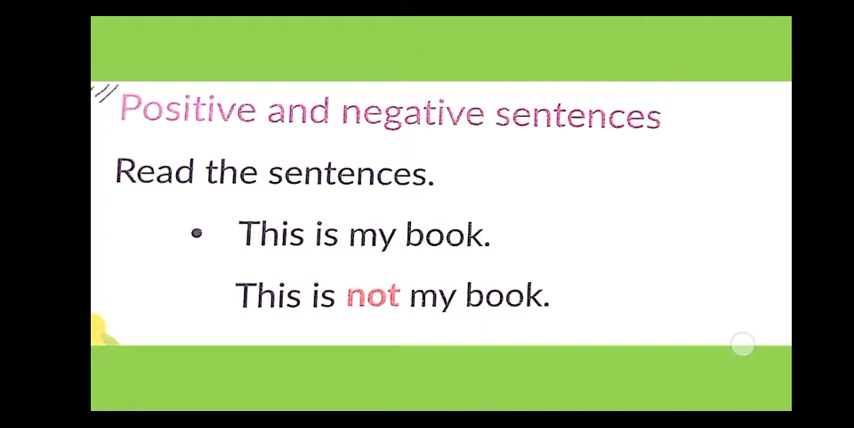 Positive and negative sentences
Read the sentences.
• This is my book.
This is not my book.